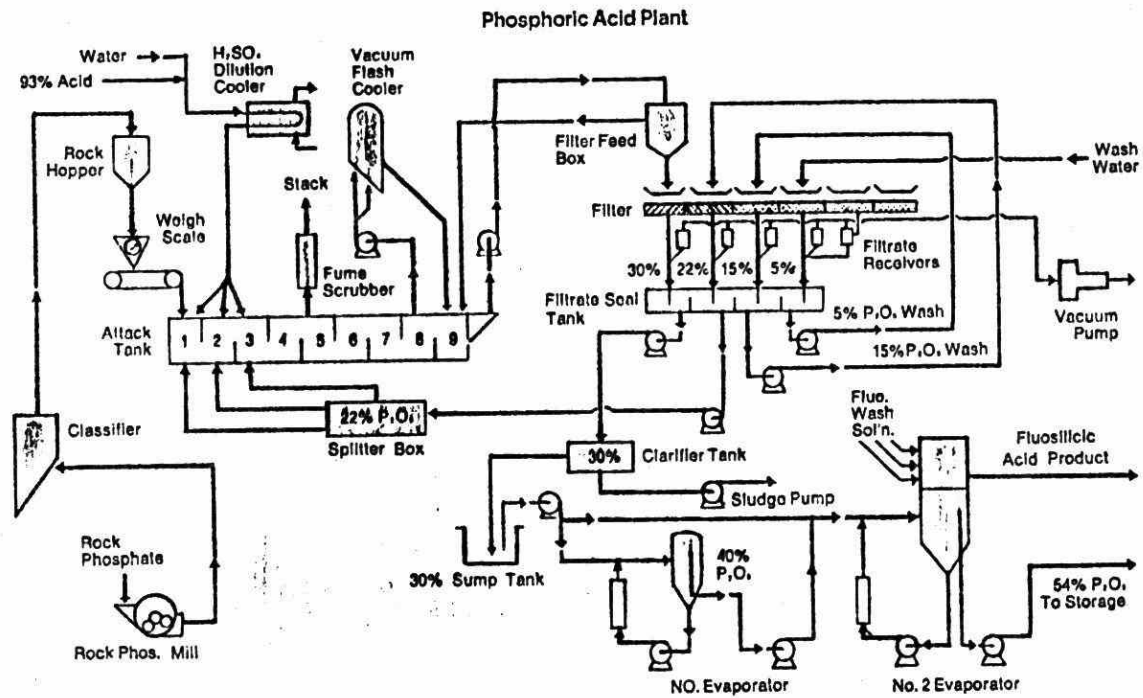 Phosphoric Acid Plant
Water
93% Acid
H₂SO₄
Dilution
Cooler
Vacuum
Flash
Cooler
Rock
Hopper
Weigh
Scale
Stack
Fume
Scrubber
Filter Feed
Box
Wash
Water
Filter
Filtrate
Receivers
30%
22%
15%
5%
Filtrate Seal
Tank
Vacuum
Pump
5% P₂O₅ Wash
15% P₂O₅ Wash
Attack
Tank
1
2
3
4
5
6
7
8
9
22% P₂O₅
Splitter Box
Classifier
30%
Clarifier Tank
Sludge Pump
Fluo.
Wash
Sol'n.
Fluosilicic
Acid Product
Rock
Phosphate
Rock Phos. Mill
30% Sump Tank
40%
P₂O₅
54% P₂O₅
To Storage
NO. Evaporator
No. 2 Evaporator